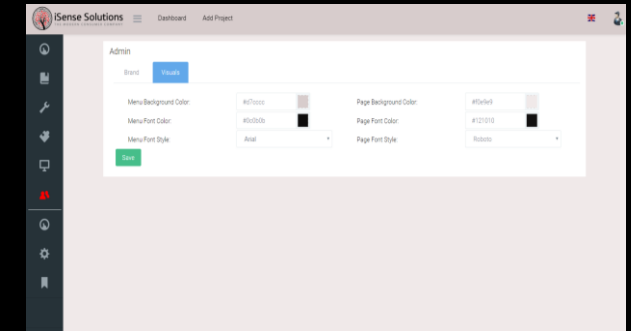 iSense Solutions
Dashboard
Add Project
Admin
Brand
Visuals
Menu Background Color:
Page Background Color:
Menu Font Color:
#0c0b0b
Page Font Color:
#121010
Menu Font Style:
Arial
Page Font Style:
Roboto
Save